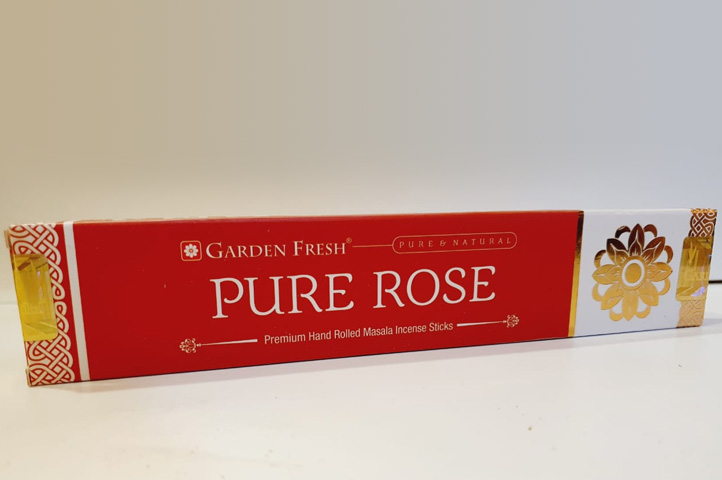 GARDEN FRESH®
PURE & NATURAL
PURE ROSE
Premium Hand Rolled Masala Incense Sticks